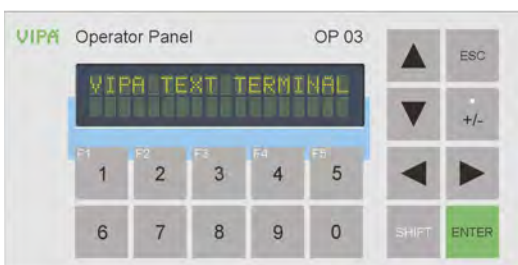 VIPA Operator Panel OP 03
VIPA TEXT TERMINAL
ESC
. +/-
F1 F2 F3 F4 F5
1 2 3 4 5
6 7 8 9 0
SHIFT ENTER